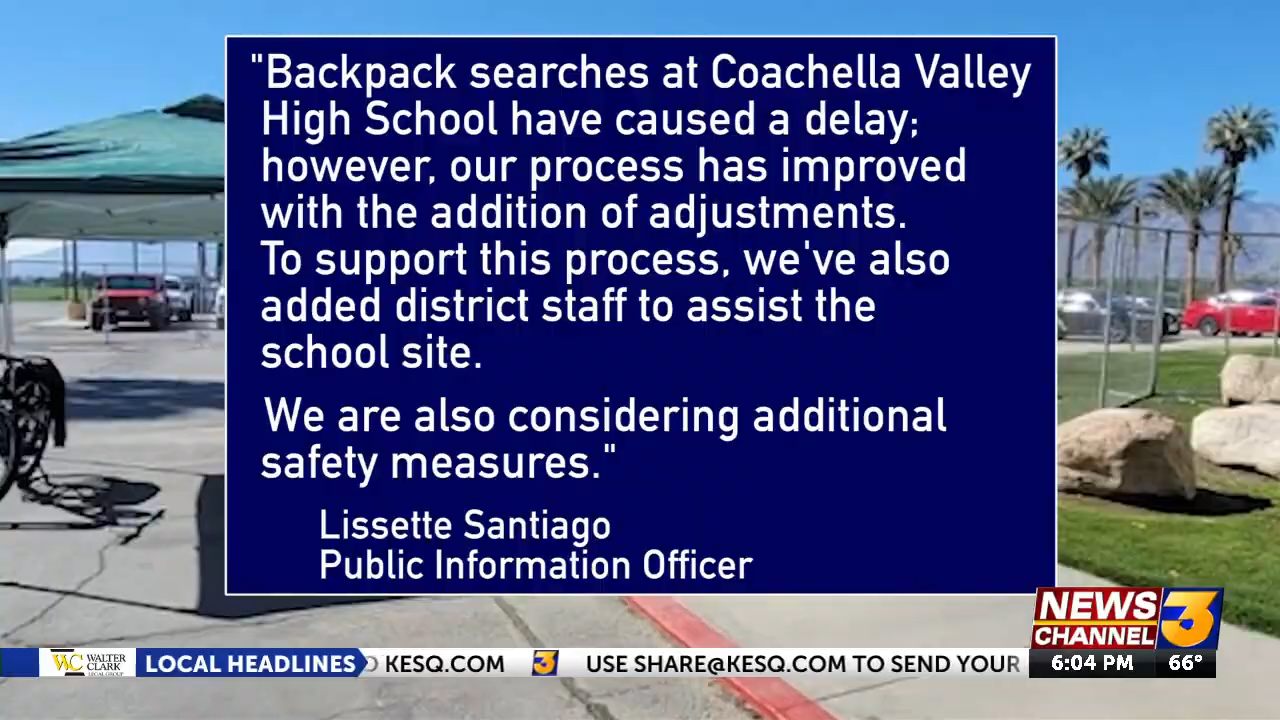 "Backpack searches at Coachella Valley
High School have caused a delay;
however, our process has improved
with the addition of adjustments.
To support this process, we've also
added district staff to assist the
school site.
We are also considering additional
safety measures."
Lissette Santiago
Public Information Officer
NEWS
CHANNEL 3
6:04 PM 66°
WC WALTER
CLARK
LEGAL GROUP
LOCAL HEADLINES KESQ.COM 3 USE SHARE@KESQ.COM TO SEND YOUR